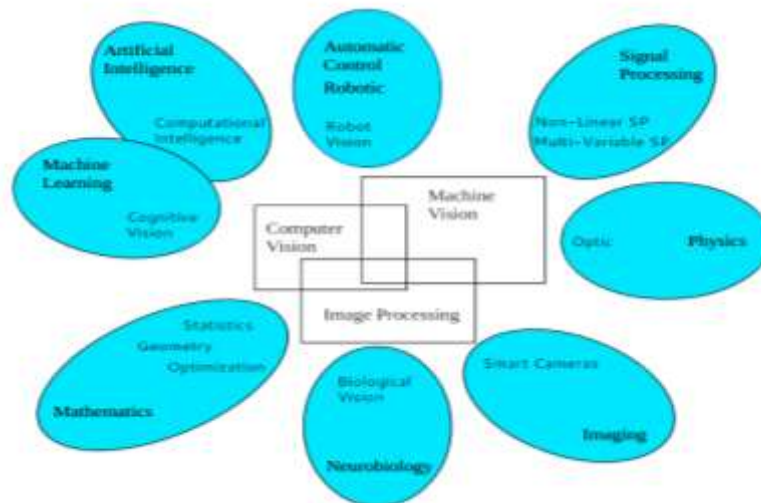 Artificial
Intelligence
Computational
Intelligence
Automatic
Control
Robotic
Robot
Vision
Signal
Processing
Non-Linear SP
Multi-Variable SP
Machine
Learning
Cognitive
Vision
Machine
Vision
Computer
Vision
Optic
Physics
Image Processing
Statistics
Geometry
Optimization
Mathematics
Biological
Vision
Neurobiology
Smart Cameras
Imaging